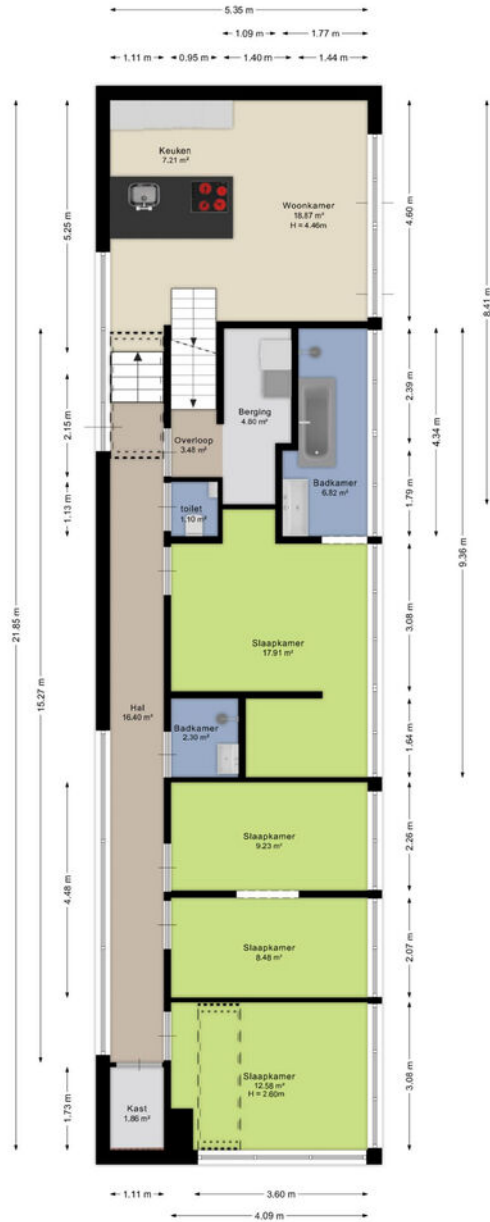 5.35 m
1.09 m
1.77 m
1.11 m
0.95 m
1.40 m
1.44 m
Keuken
7.21 m²
Woonkamer
18.87 m²
H = 4.46m
5.25 m
4.60 m
8.41 m
2.15 m
Overloop
3.48 m²
Berging
4.80 m²
2.39 m
4.34 m
Badkamer
6.82 m²
1.79 m
1.13 m
toilet
1.10 m²
9.36 m
21.85 m
15.27 m
Slaapkamer
17.91 m²
3.08 m
Hal
16.40 m²
Badkamer
2.30 m²
1.64 m
Slaapkamer
9.23 m²
2.26 m
4.48 m
Slaapkamer
8.48 m²
2.07 m
Slaapkamer
12.58 m²
H = 2.60m
3.08 m
Kast
1.86 m²
1.73 m
1.11 m
3.60 m
4.09 m